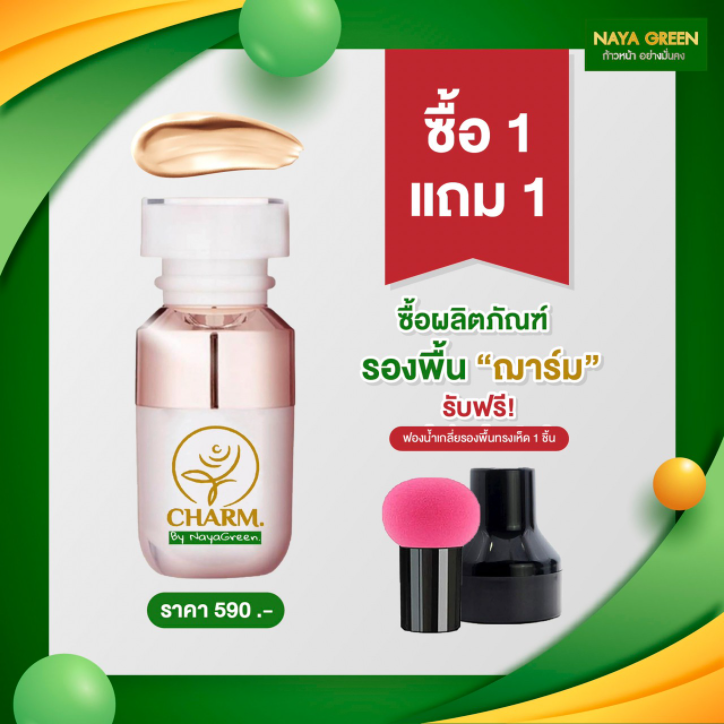 NAYA GREEN
ก้าวหน้า อย่างมั่นคง
ซื้อ 1
แถม 1
ซื้อผลิตภัณฑ์
รองพื้น “ฌาร์ม”
รับฟรี!
ฟองน้ำเกลี่ยรองพื้นทรงเห็ด 1 ชิ้น
CHARM.
By NayaGreen.
ราคา 590 .-